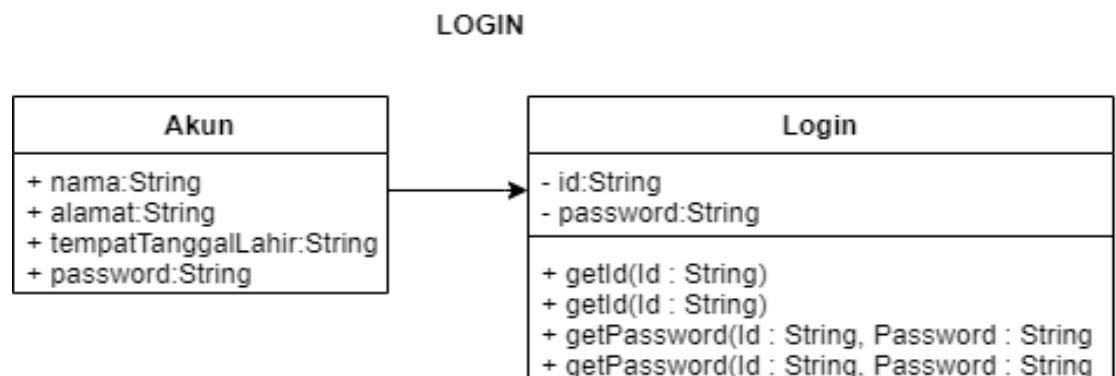 LOGIN
Akun
+ nama:String
+ alamat:String
+ tempatTanggalLahir:String
+ password:String
Login
- id:String
- password:String
+ getId(Id : String)
+ getId(Id : String)
+ getPassword(Id : String, Password : String
+ getPassword(Id : String, Password : String